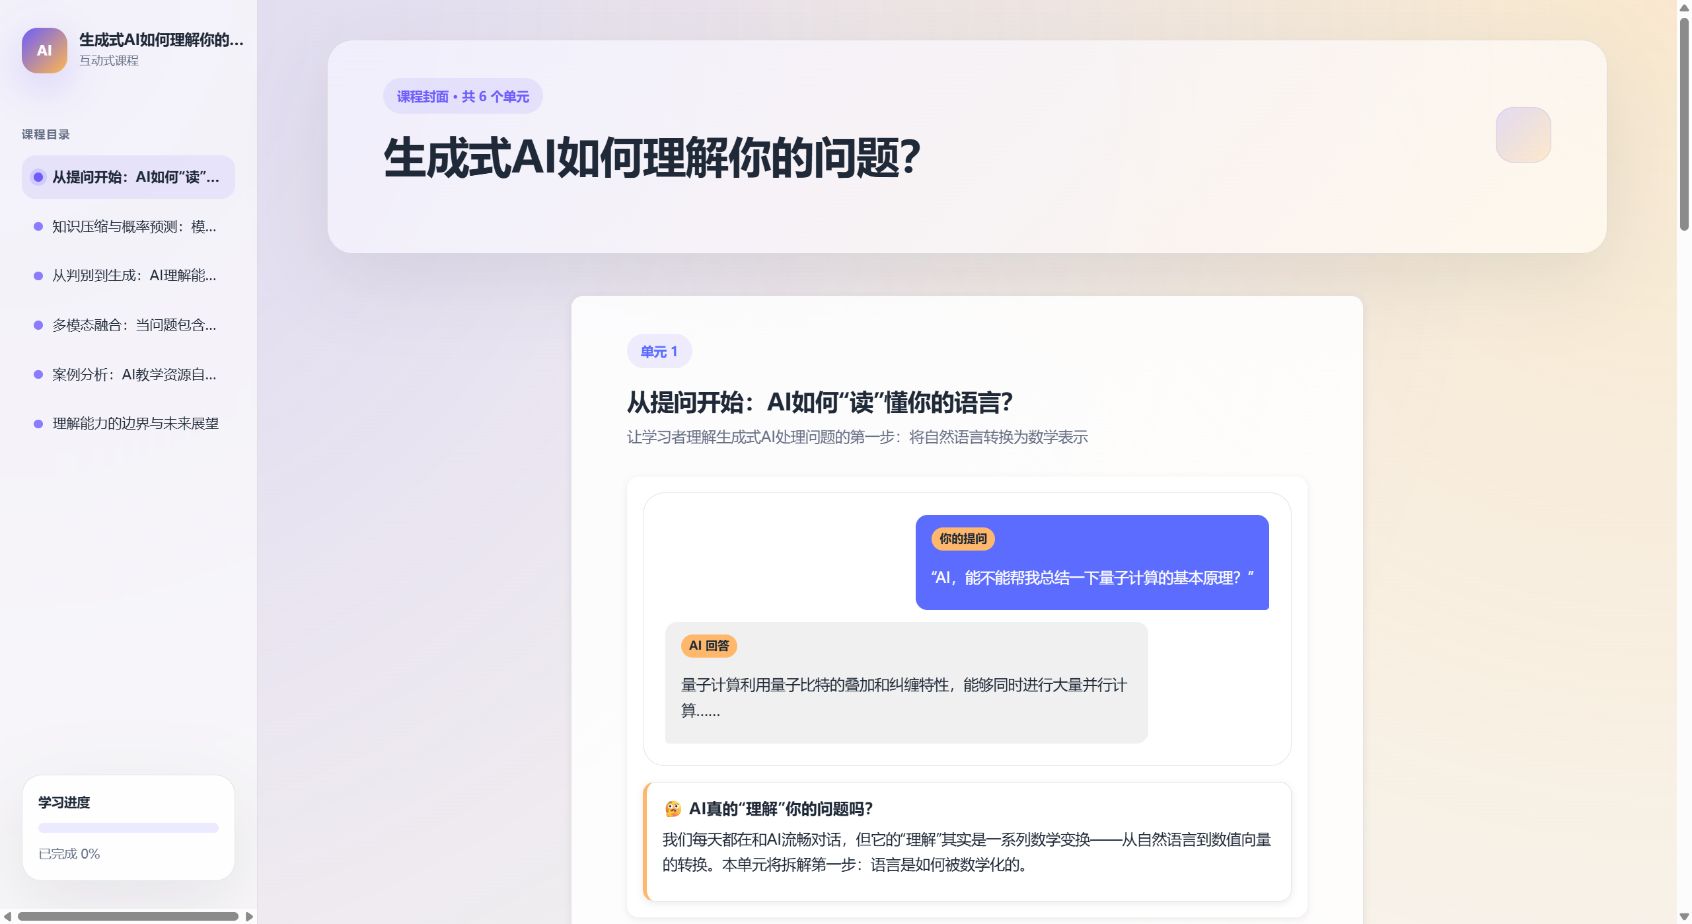 AI
生成式AI如何理解你的...
互动式课程
课程目录
从提问开始：AI如何“读”...
知识压缩与概率预测：模...
从判别到生成：AI理解能...
多模态融合：当问题包含...
案例分析：AI教学资源自...
理解能力的边界与未来展望
学习进度
已完成 0%
课程封面 • 共 6 个单元
生成式AI如何理解你的问题？
单元 1
从提问开始：AI如何“读”懂你的语言？
让学习者理解生成式AI处理问题的第一步：将自然语言转换为数学表示
你的提问
“AI，能不能帮我总结一下量子计算的基本原理？”
AI 回答
量子计算利用量子比特的叠加和纠缠特性，能够同时进行大量并行计
算……
🤔 AI真的“理解”你的问题吗？
我们每天都在和AI流畅对话，但它的“理解”其实是一系列数学变换——从自然语言到数值向量
的转换。本单元将拆解第一步：语言是如何被数学化的。